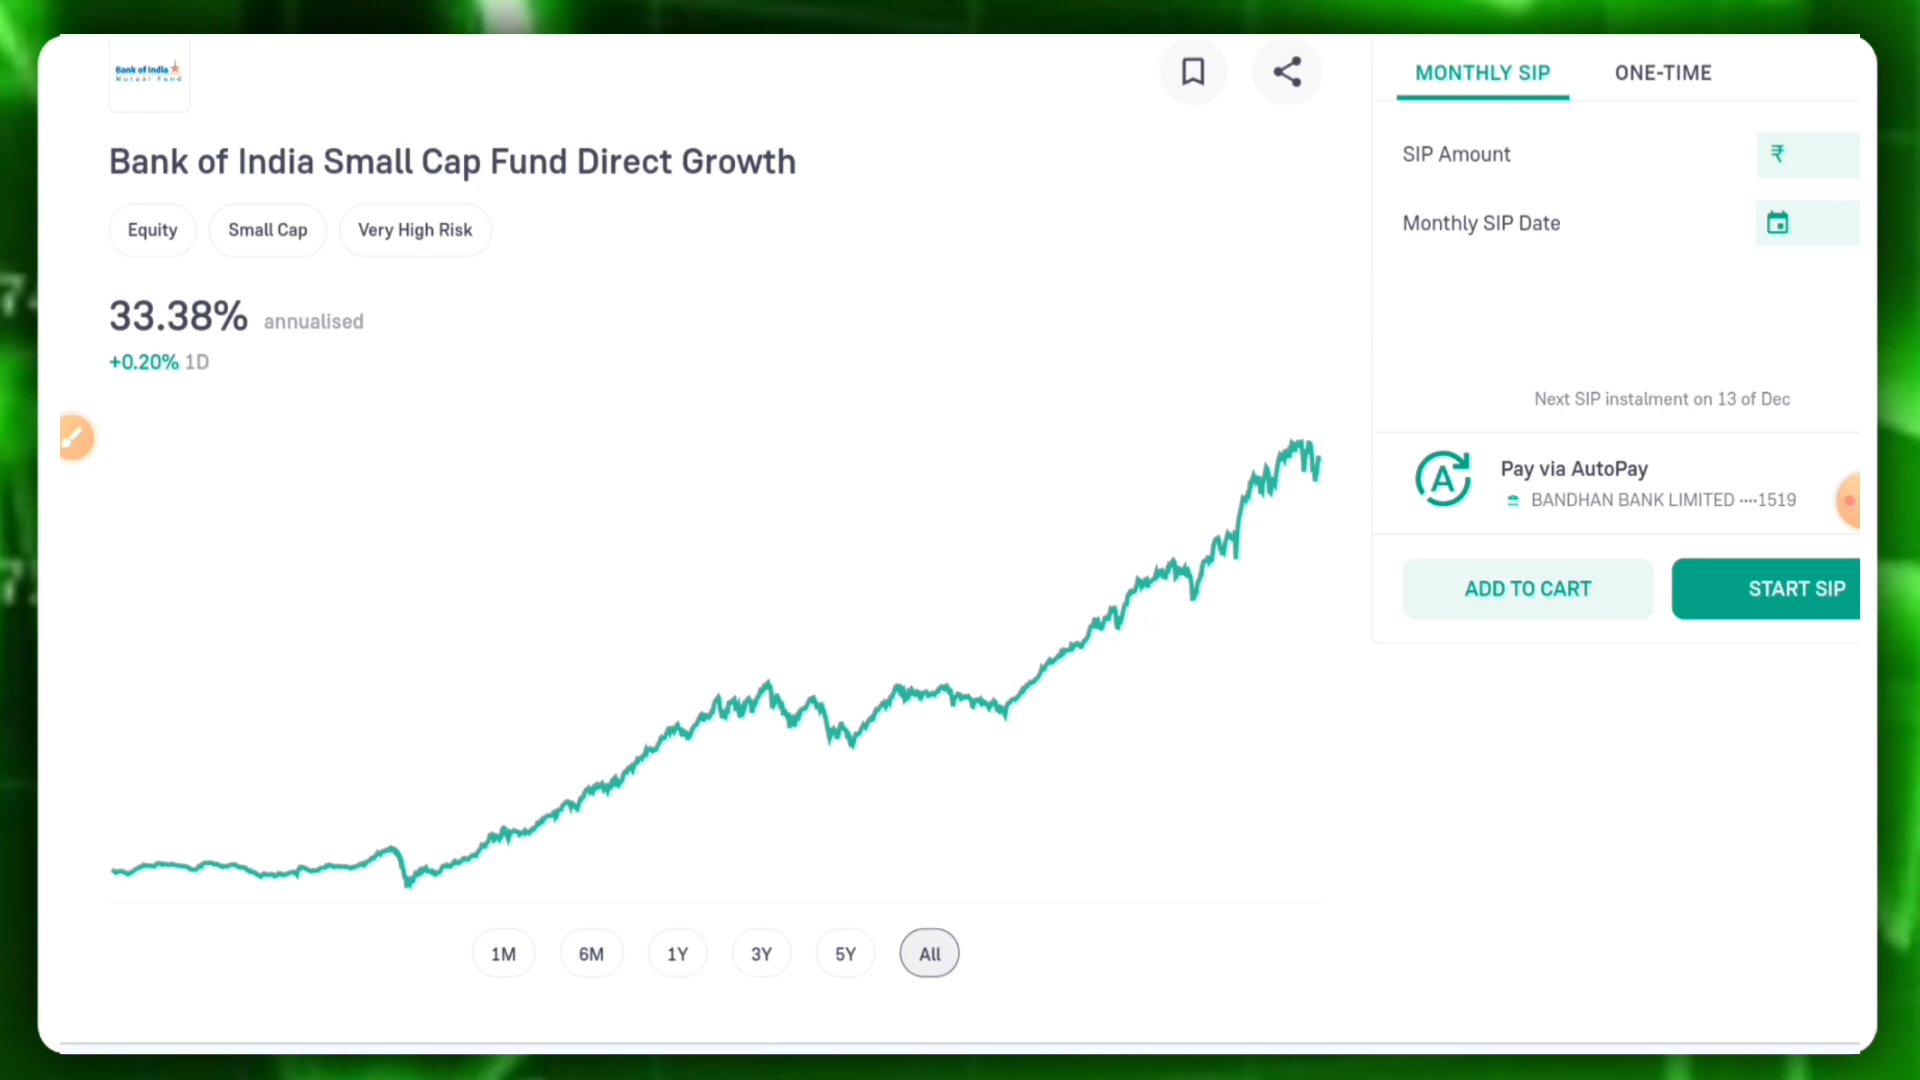 Bank of India
Mutual Fund
MONTHLY SIP
ONE-TIME
Bank of India Small Cap Fund Direct Growth
SIP Amount
₹
Equity
Small Cap
Very High Risk
Monthly SIP Date
33.38% annualised
+0.20% 1D
Next SIP instalment on 13 of Dec
A
Pay via AutoPay
BANDHAN BANK LIMITED ····1519
ADD TO CART
START SIP
1M
6M
1Y
3Y
5Y
All